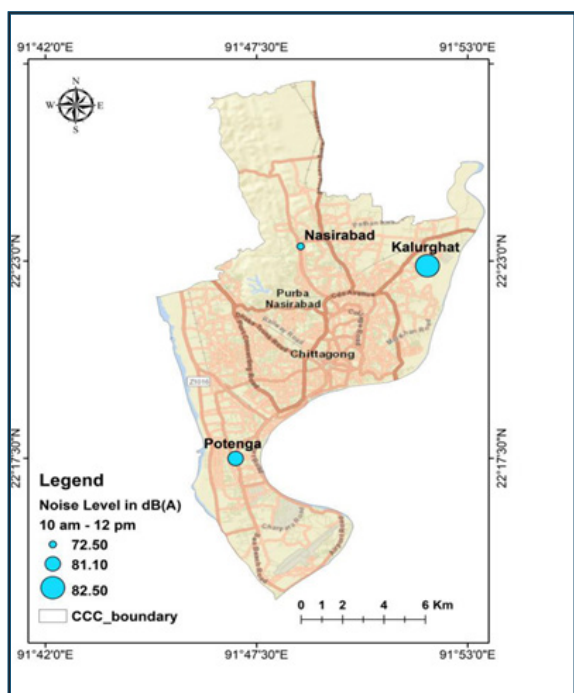 91°42'0"E 91°47'30"E 91°53'0"E
N
W E
S
Nasirabad
Kalurghat
22°23'0"N 22°23'0"N
Purba
Nasirabad
Chittagong
22°17'30"N 22°17'30"N
Potenga
Legend
Noise Level in dB(A)
10 am - 12 pm
72.50
81.10
82.50
CCC_boundary
0 1 2 4 6 Km
91°42'0"E 91°47'30"E 91°53'0"E